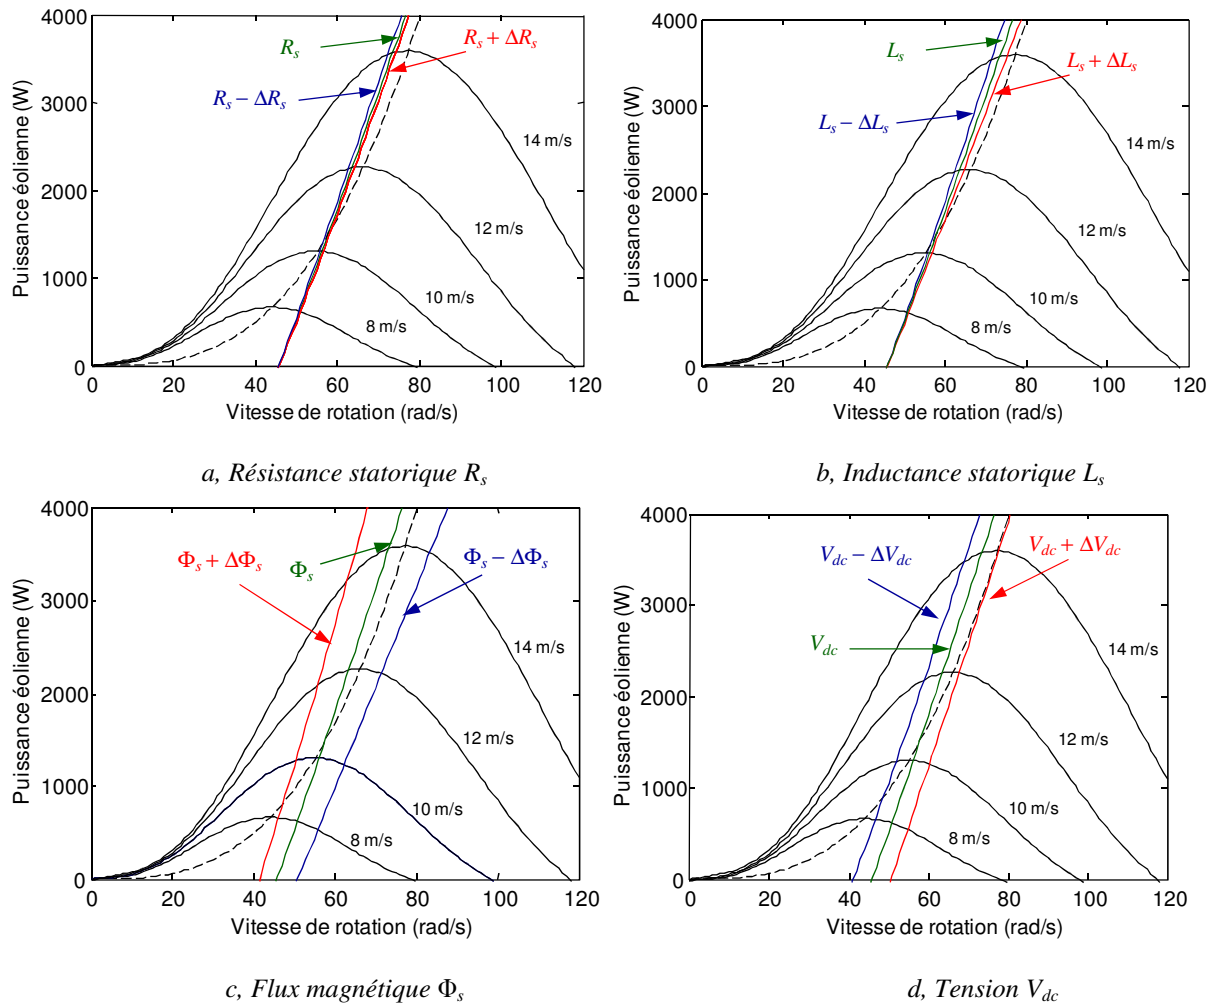 4000
3000
2000
1000
0
Puissance éolienne (W)
R_s
R_s + ΔR_s
R_s − ΔR_s
14 m/s
12 m/s
10 m/s
8 m/s
0 20 40 60 80 100 120
Vitesse de rotation (rad/s)
a, Résistance statorique R_s
4000
3000
2000
1000
0
Puissance éolienne (W)
L_s
L_s + ΔL_s
L_s − ΔL_s
14 m/s
12 m/s
10 m/s
8 m/s
0 20 40 60 80 100 120
Vitesse de rotation (rad/s)
b, Inductance statorique L_s
4000
3000
2000
1000
0
Puissance éolienne (W)
Φ_s + ΔΦ_s
Φ_s
Φ_s − ΔΦ_s
14 m/s
12 m/s
10 m/s
8 m/s
0 20 40 60 80 100 120
Vitesse de rotation (rad/s)
c, Flux magnétique Φ_s
4000
3000
2000
1000
0
Puissance éolienne (W)
V_dc − ΔV_dc
V_dc + ΔV_dc
V_dc
14 m/s
12 m/s
10 m/s
8 m/s
0 20 40 60 80 100 120
Vitesse de rotation (rad/s)
d, Tension V_dc